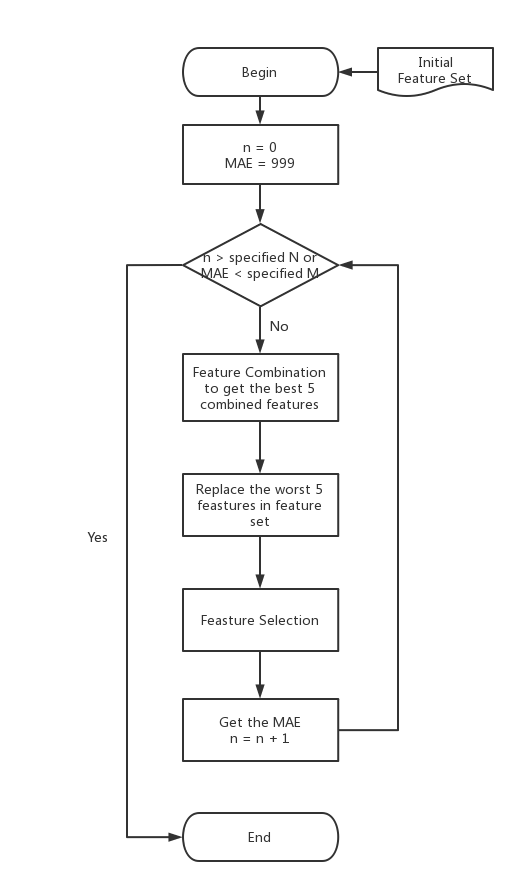 Initial
Feature Set
Begin
n = 0
MAE = 999
n > specified N or
MAE < specified M
No
Feature Combination
to get the best 5
combined features
Replace the worst 5
feastures in feature
set
Yes
Feasture Selection
Get the MAE
n = n + 1
End